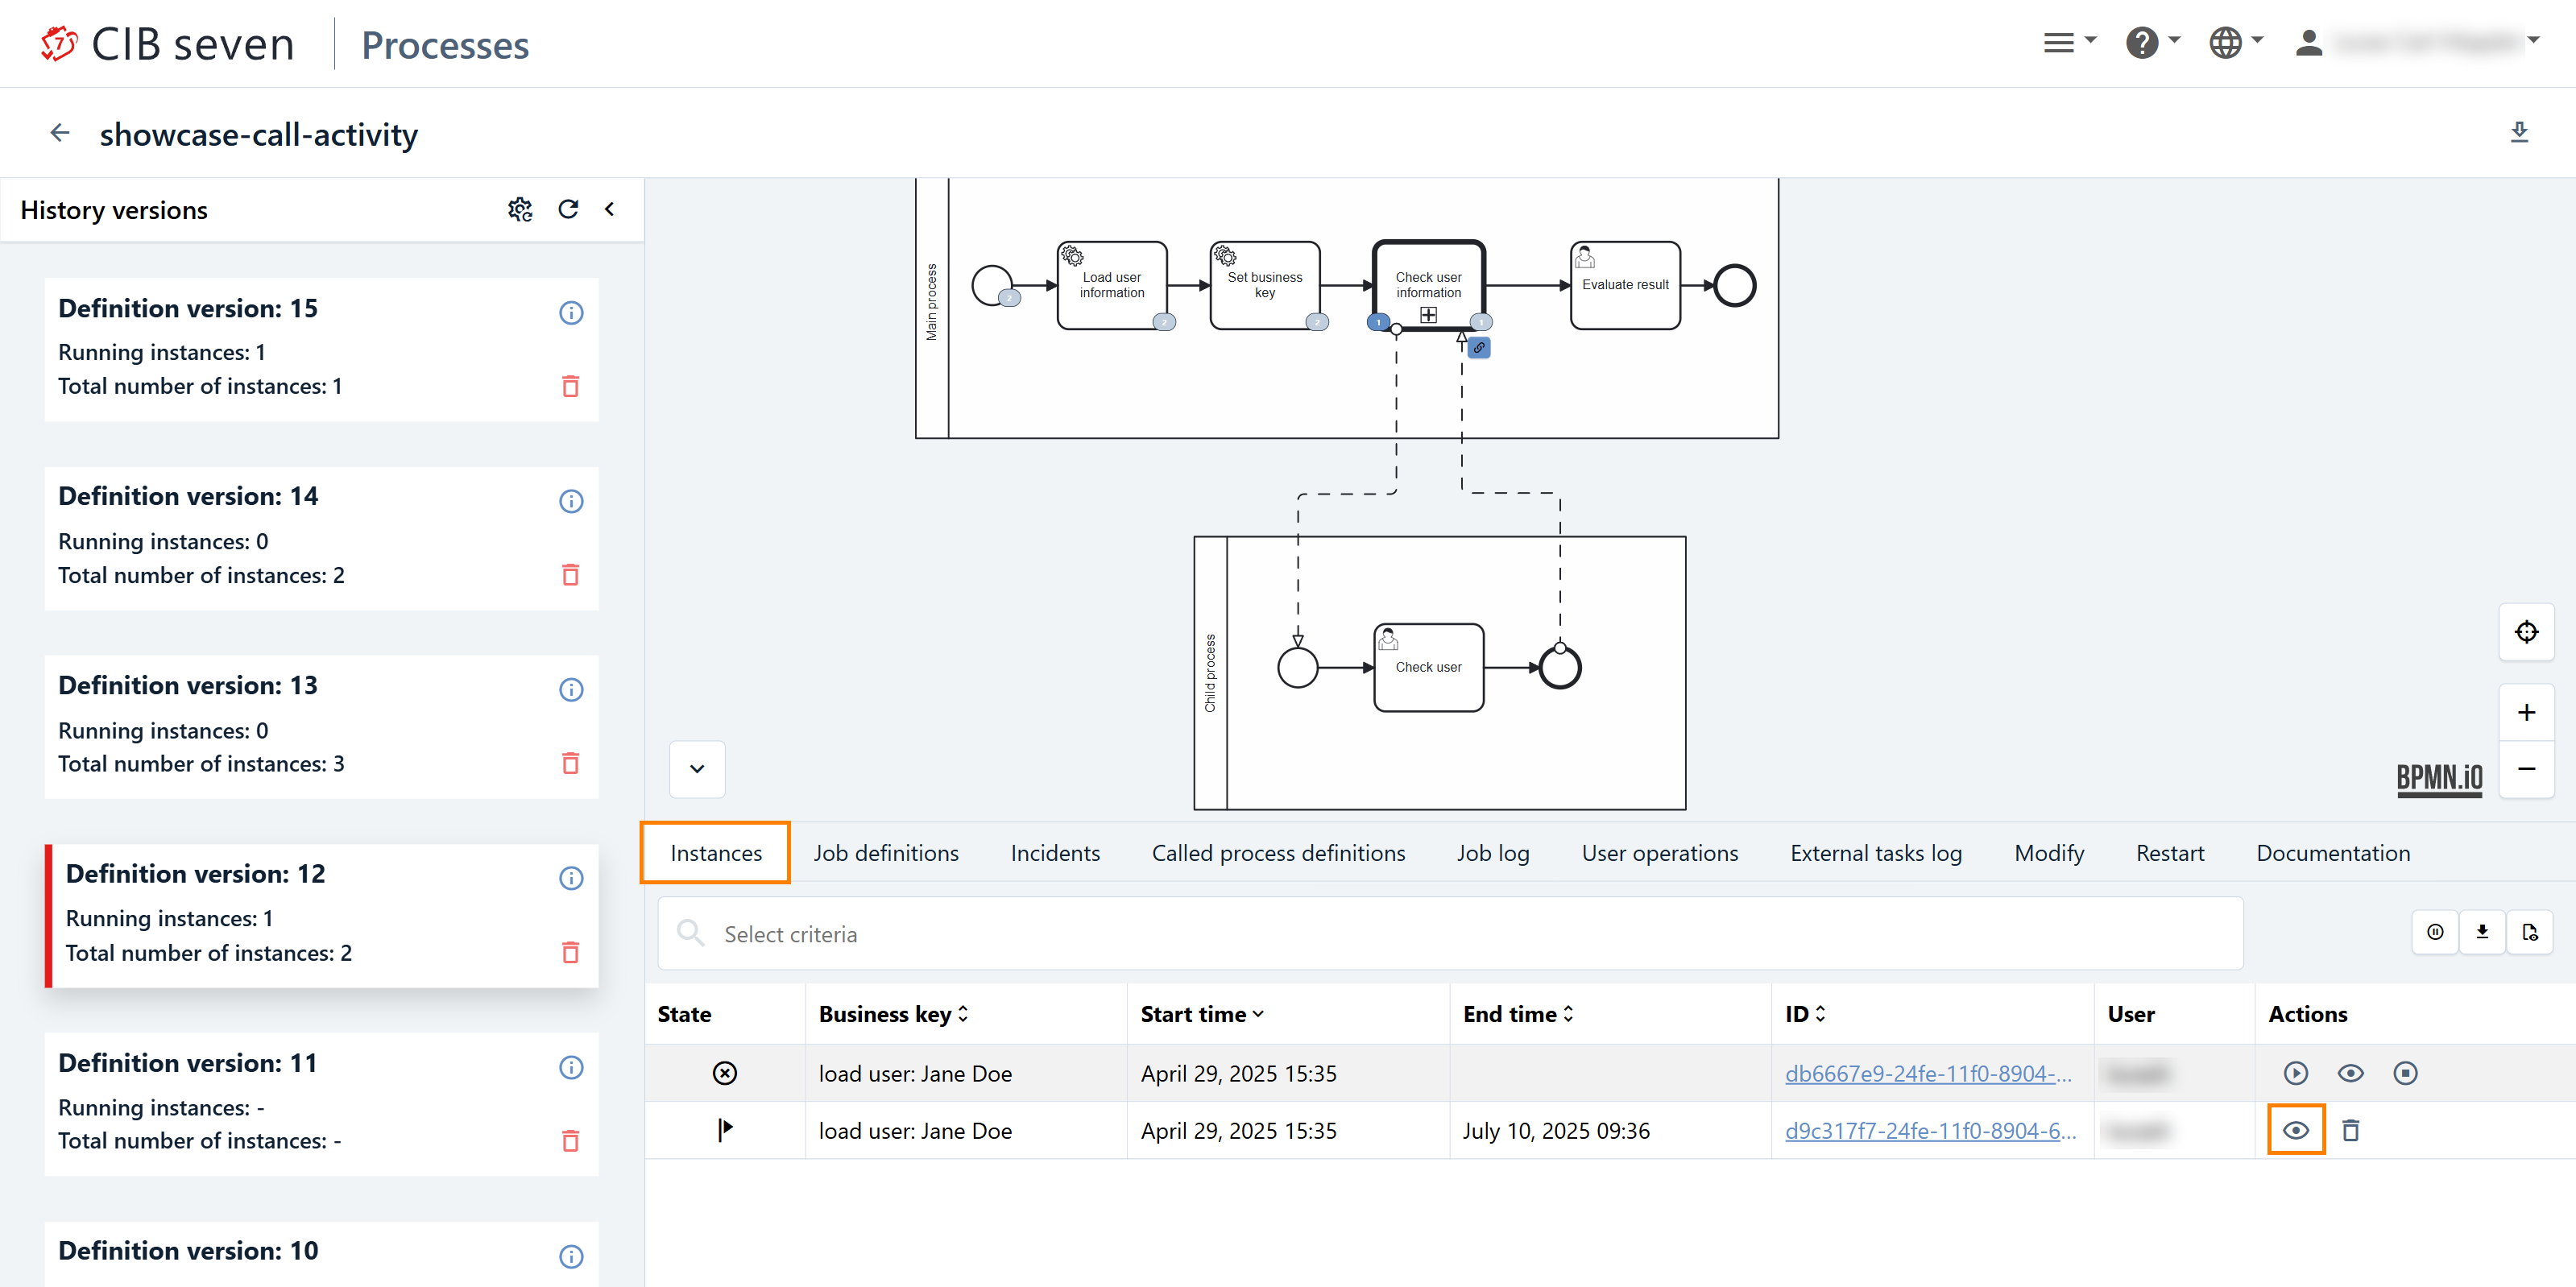 CIB seven
Processes
showcase-call-activity
History versions
Definition version: 15
Running instances: 1
Total number of instances: 1
Definition version: 14
Running instances: 0
Total number of instances: 2
Definition version: 13
Running instances: 0
Total number of instances: 3
Definition version: 12
Running instances: 1
Total number of instances: 2
Definition version: 11
Running instances: -
Total number of instances: -
Definition version: 10
Main process
Load user
information
Set business
key
Check user
information
Evaluate result
2
2
2
1
1
Child process
Check user
BPMN.iO
Instances
Job definitions
Incidents
Called process definitions
Job log
User operations
External tasks log
Modify
Restart
Documentation
Select criteria
State
Business key
Start time
End time
ID
User
Actions
load user: Jane Doe
April 29, 2025 15:35
db6667e9-24fe-11f0-8904-...
load user: Jane Doe
April 29, 2025 15:35
July 10, 2025 09:36
d9c317f7-24fe-11f0-8904-6...